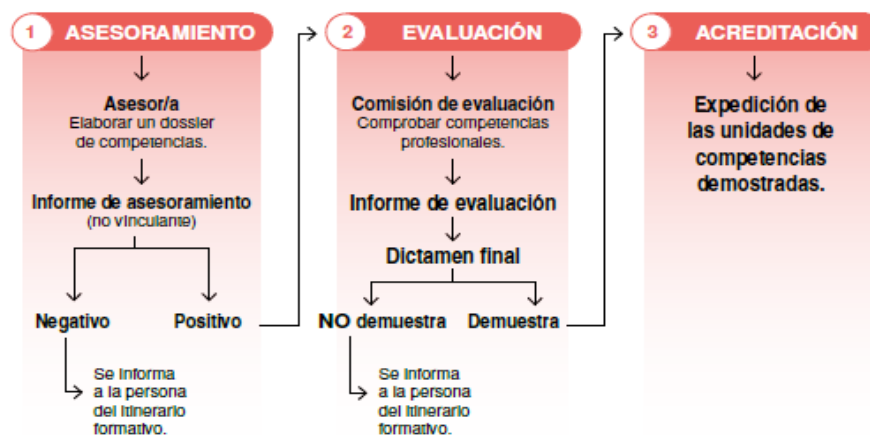 1 ASESORAMIENTO
Asesor/a
Elaborar un dossier
de competencias.
Informe de asesoramiento
(no vinculante)
Negativo Positivo
Se informa
a la persona
del itinerario
formativo.
2 EVALUACIÓN
Comisión de evaluación
Comprobar competencias
profesionales.
Informe de evaluación
Dictamen final
NO demuestra Demuestra
Se informa
a la persona
del itinerario
formativo.
3 ACREDITACIÓN
Expedición de
las unidades de
competencias
demostradas.